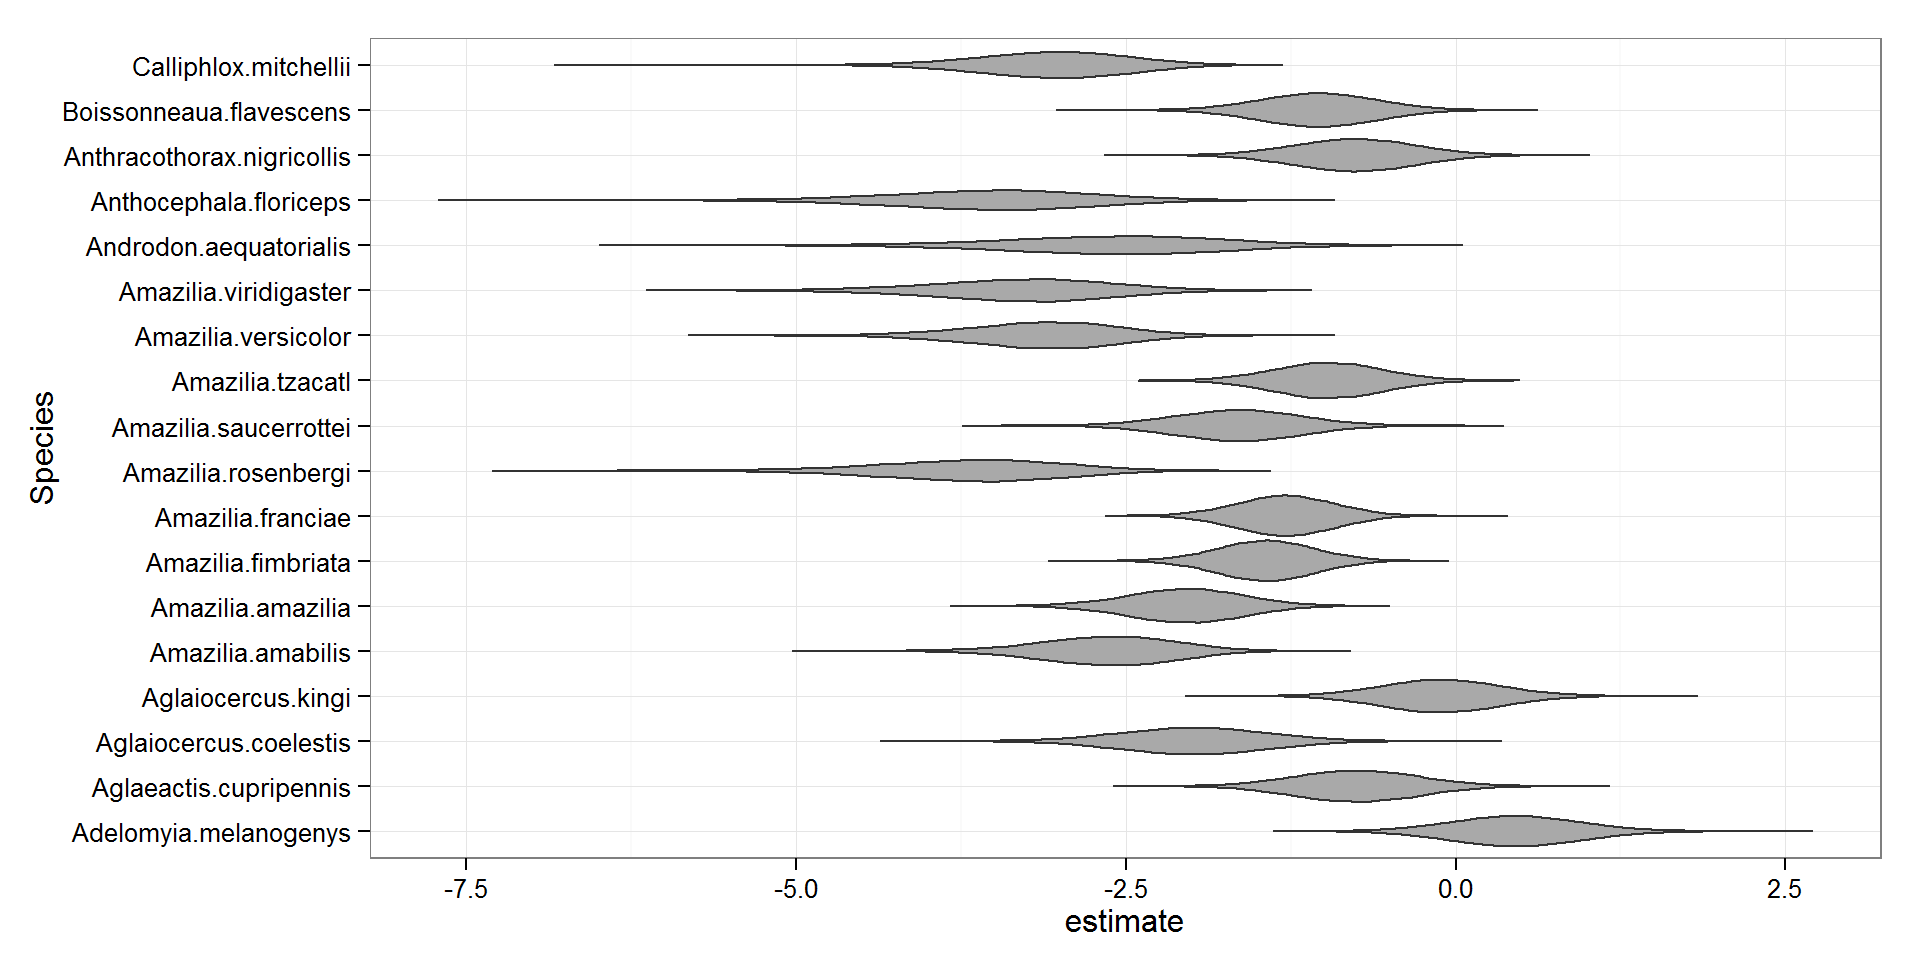 Calliphlox.mitchellii
Boissonneaua.flavescens
Anthracothorax.nigricollis
Anthocephala.floriceps
Androdon.aequatorialis
Amazilia.viridigaster
Amazilia.versicolor
Amazilia.tzacatl
Amazilia.saucerrottei
Amazilia.rosenbergi
Amazilia.franciae
Amazilia.fimbriata
Amazilia.amazilia
Amazilia.amabilis
Aglaiocercus.kingi
Aglaiocercus.coelestis
Aglaeactis.cupripennis
Adelomyia.melanogenys
Species
-7.5 -5.0 -2.5 0.0 2.5
estimate